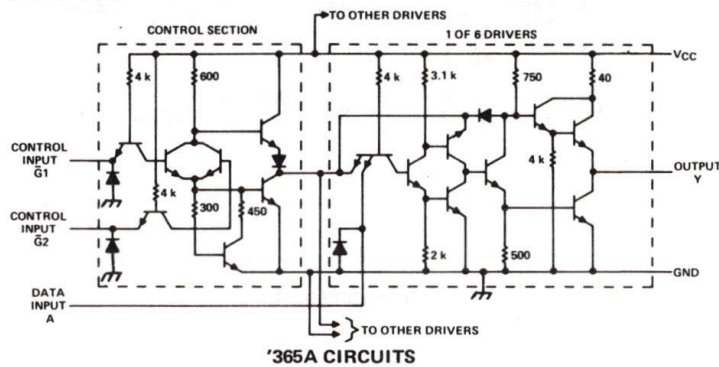 TO OTHER DRIVERS
CONTROL SECTION
1 OF 6 DRIVERS
VCC
4 k
600
4 k
3.1 k
750
40
CONTROL
INPUT
G̅1
4 k
OUTPUT
Y
4 k
300
450
CONTROL
INPUT
G̅2
2 k
500
GND
DATA
INPUT
A
TO OTHER DRIVERS
'365A CIRCUITS